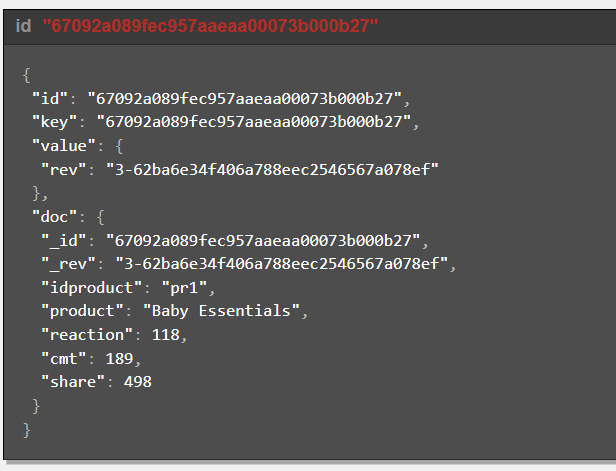 id "67092a089fec957aaeaa00073b000b27"
{
"id": "67092a089fec957aaeaa00073b000b27",
"key": "67092a089fec957aaeaa00073b000b27",
"value": {
"rev": "3-62ba6e34f406a788eec2546567a078ef"
},
"doc": {
"_id": "67092a089fec957aaeaa00073b000b27",
"_rev": "3-62ba6e34f406a788eec2546567a078ef",
"idproduct": "pr1",
"product": "Baby Essentials",
"reaction": 118,
"cmt": 189,
"share": 498
}
}